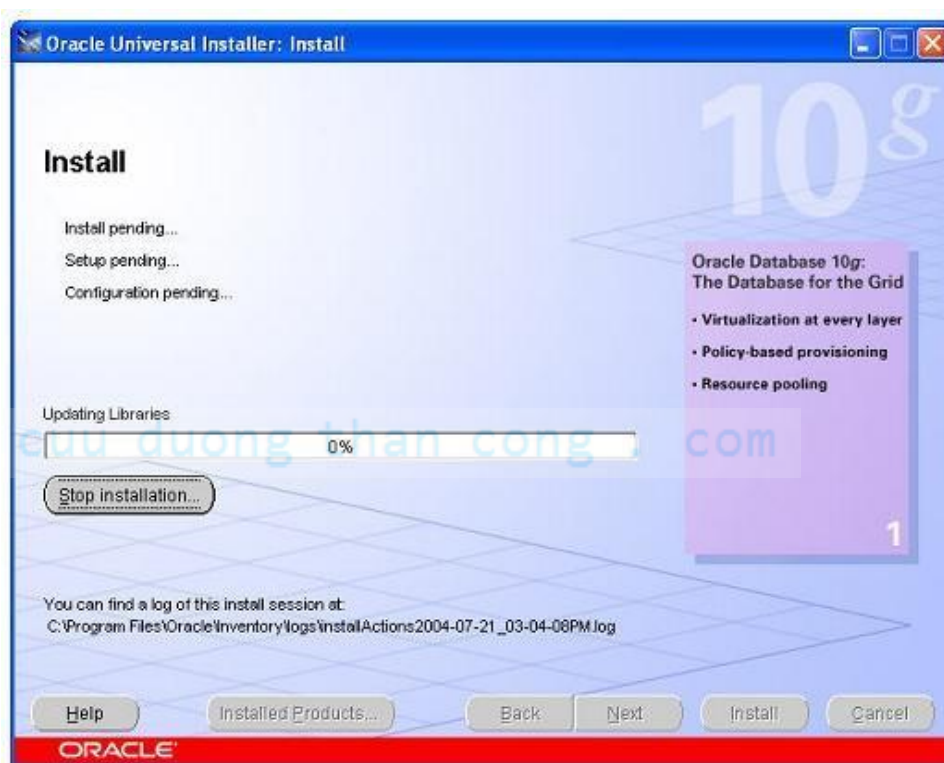 Oracle Universal Installer: Install
10g
Install
Install pending...
Setup pending...
Configuration pending...
Oracle Database 10g:
The Database for the Grid
• Virtualization at every layer
• Policy-based provisioning
• Resource pooling
Updating Libraries
0%
cuu duong than cong . com
Stop installation...
1
You can find a log of this install session at:
C:\Program Files\Oracle\Inventory\logs\installActions2004-07-21_03-04-08PM.log
Help Installed Products... Back Next Install Cancel
ORACLE